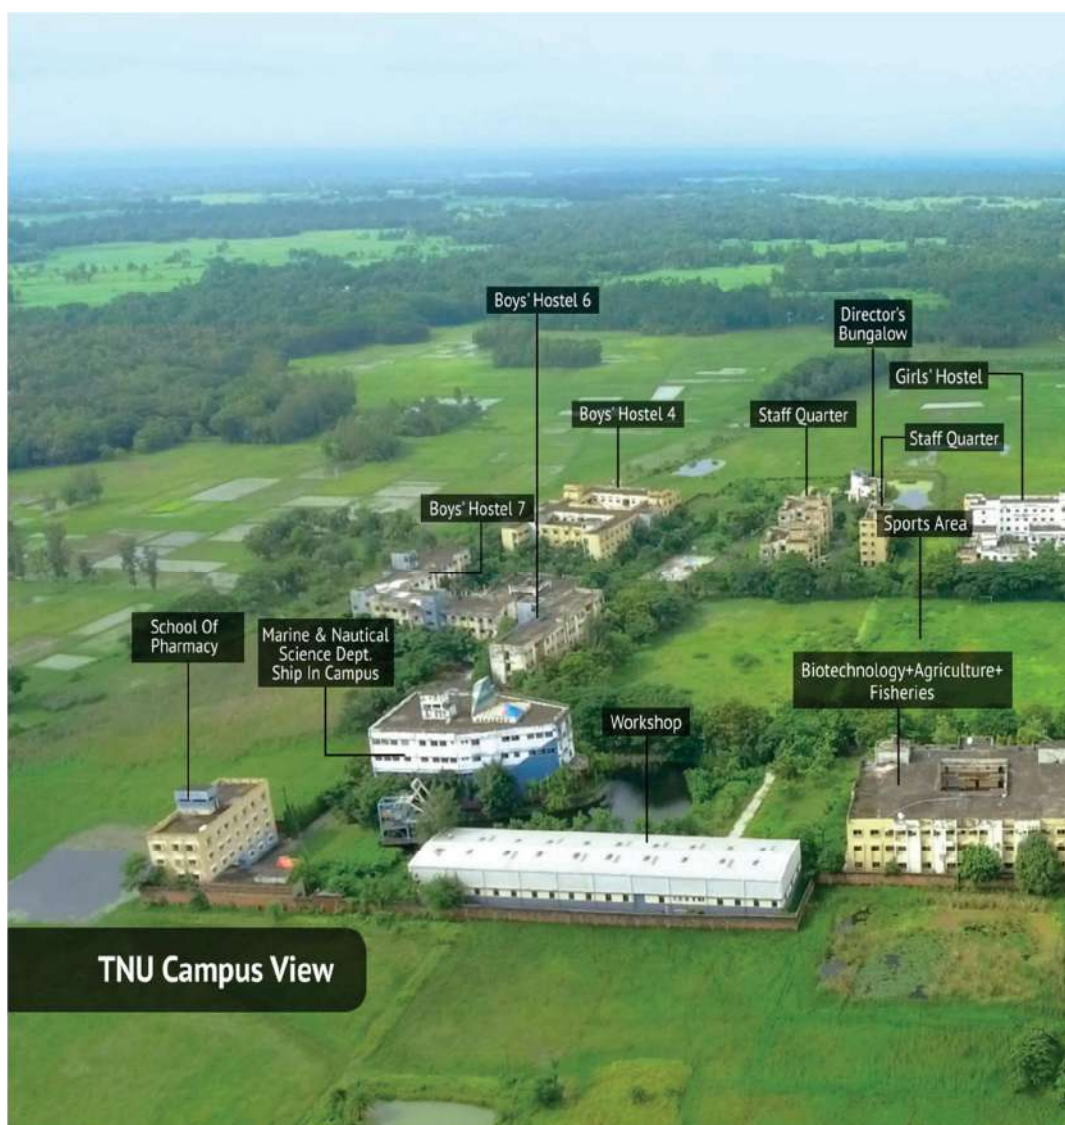 Boys' Hostel 6
Director's
Bungalow
Girls' Hostel
Boys' Hostel 4
Staff Quarter
Staff Quarter
Boys' Hostel 7
Sports Area
School Of
Pharmacy
Marine & Nautical
Science Dept.
Ship In Campus
Biotechnology+Agriculture+
Fisheries
Workshop
TNU Campus View